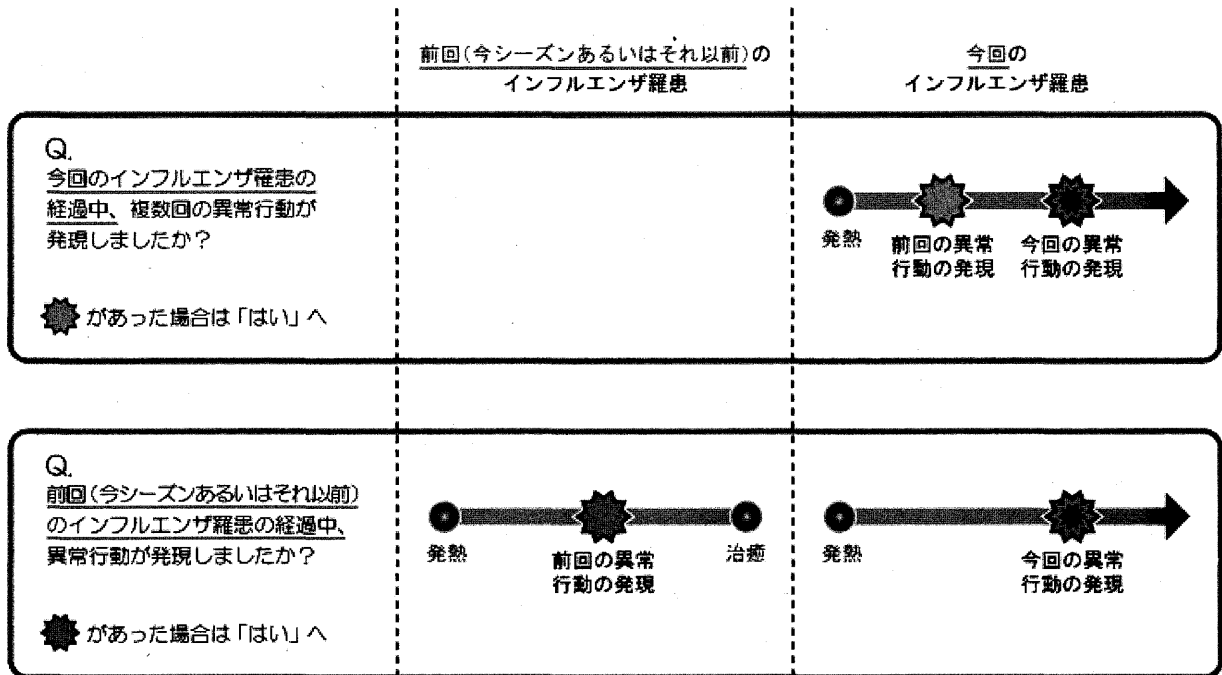 前回(今シーズンあるいはそれ以前)の
インフルエンザ羅患
今回の
インフルエンザ羅患
Q.
今回のインフルエンザ罹患の
経過中、複数回の異常行動が
発現しましたか?
があった場合は「はい」へ
発熱
前回の異常
行動の発現
今回の異常
行動の発現
Q.
前回(今シーズンあるいはそれ以前)
のインフルエンザ羅患の経過中、
異常行動が発現しましたか?
があった場合は「はい」へ
発熱
前回の異常
行動の発現
治癒
発熱
今回の異常
行動の発現